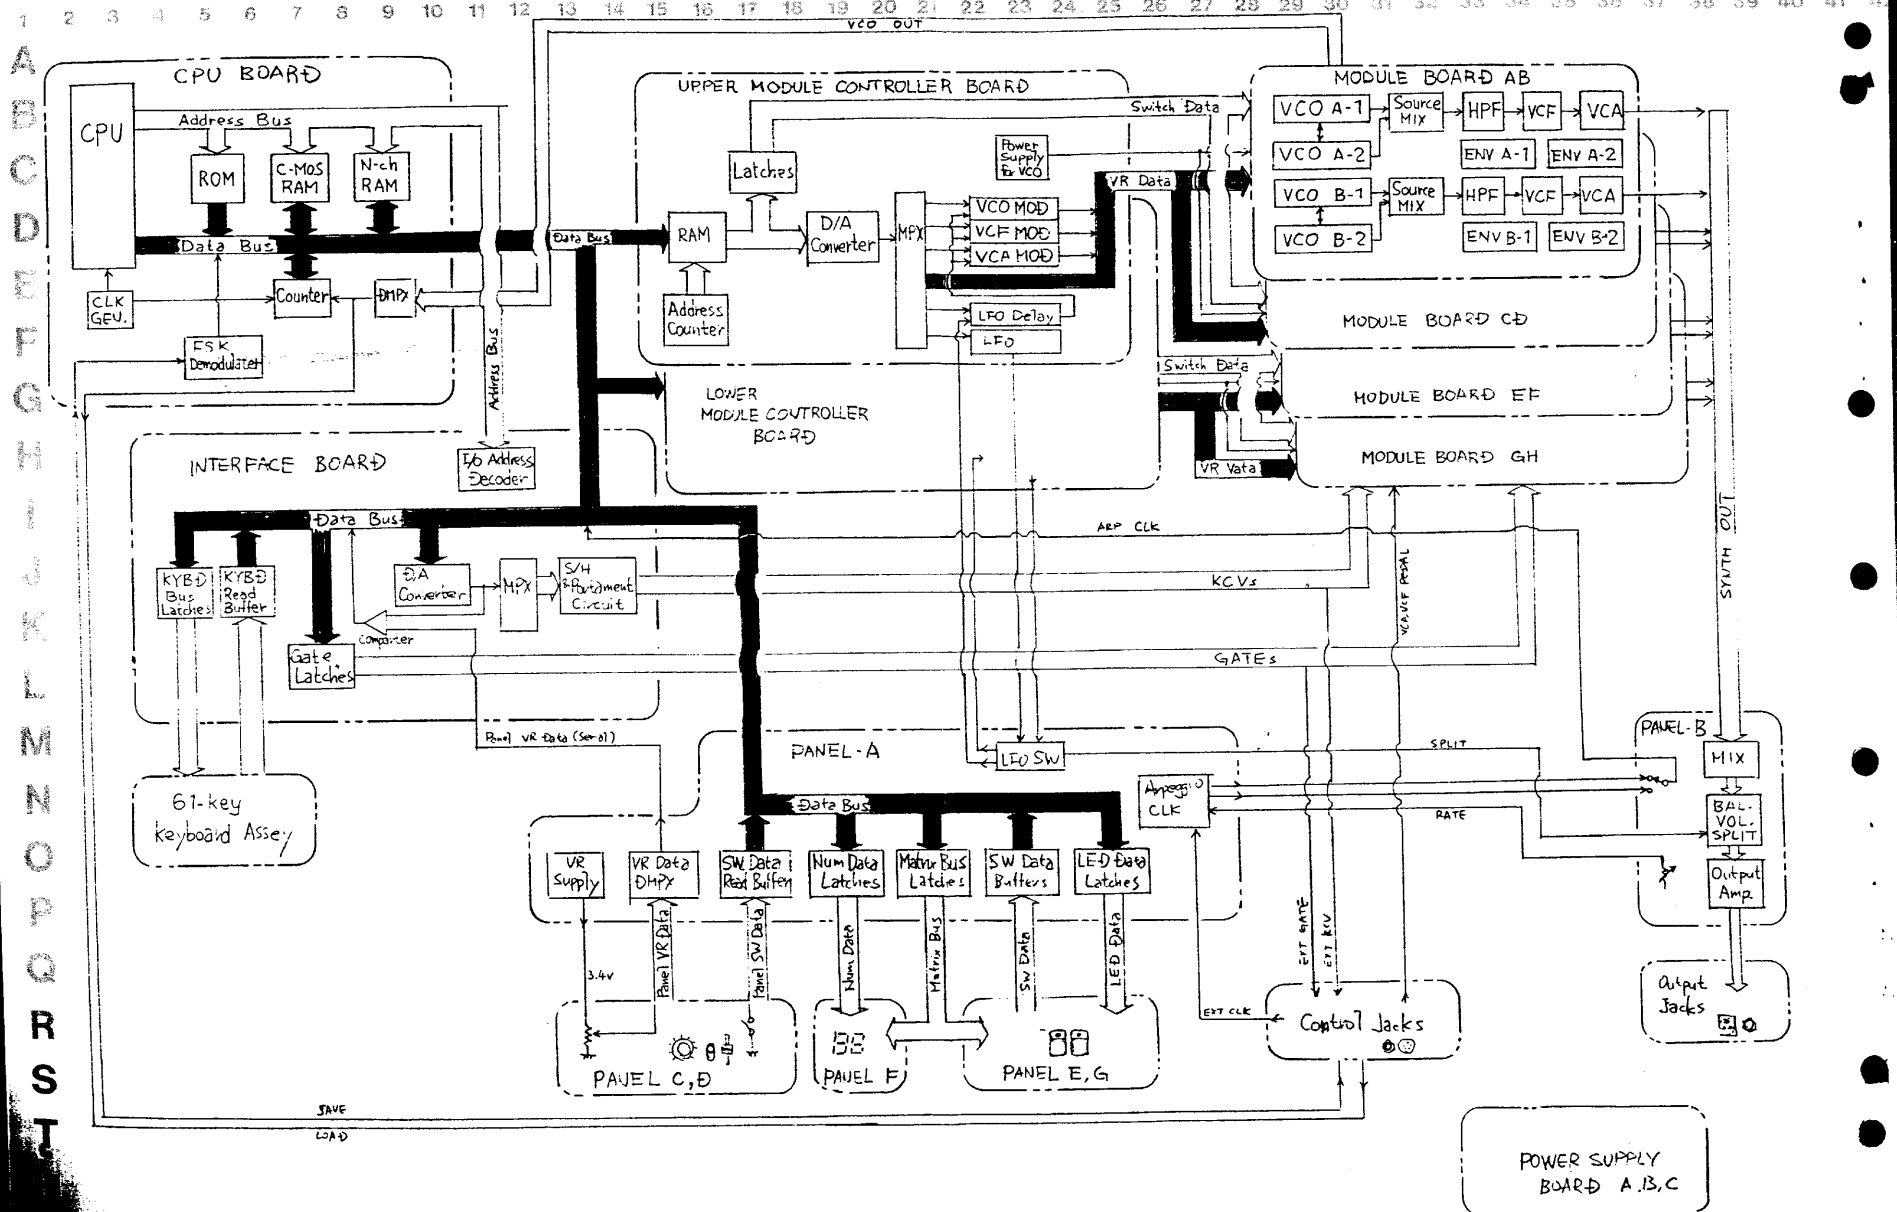 1 2 3 4 5 6 7 8 9 10 11 12 13 14 15 16 17 18 19 20 21 22 23 24 25 26 27 28 29 30 31 32 33 34 35 36 37 38 39 40 41
A
B
C
D
E
F
G
H
I
J
K
L
M
N
O
P
Q
R
S
T
VCO OUT
CPU BOARD
CPU
Address Bus
ROM
C-MOS
RAM
N-ch
RAM
Data Bus
CLK
GEN.
Counter
DMPX
FSK
Demodulater
Address Bus
Data Bus
UPPER MODULE CONTROLLER BOARD
Switch Data
Latches
Power
Supply
for VCO
VR Data
RAM
D/A
Converter
MPX
VCO MOD
VCF MOD
VCA MOD
Address
Counter
LFO Delay
LFO
LOWER
MODULE CONTROLLER
BOARD
MODULE BOARD AB
VCO A-1
Source
MIX
HPF
VCF
VCA
VCO A-2
ENV A-1
ENV A-2
VCO B-1
Source
MIX
HPF
VCF
VCA
VCO B-2
ENV B-1
ENV B-2
MODULE BOARD CD
Switch Data
MODULE BOARD EF
MODULE BOARD GH
VR Vata
INTERFACE BOARD
I/O Address
Decoder
Data Bus
KYBD
Bus
Latches
KYBD
Read
Buffer
D/A
Converter
MPX
S/H
&Portament
Circuit
Comparter
Gate
Latches
ARP CLK
KCVs
GATEs
VCA,VCF PEDAL
SYNTH OUT
61-key
Keyboard Assey
Panel VR Data (Serial)
PANEL-A
LFO SW
SPLIT
Arpeggio
CLK
RATE
PANEL-B
MIX
BAL.
VOL.
SPLIT
Output
Amp
Data Bus
VR
Supply
VR Data
DMPX
SW Data
Read Buffer
Num Data
Latches
Matrix Bus
Latches
SW Data
Buffers
LED Data
Latches
3.4V
Panel VR Data
Panel SW Data
Num Data
Matrix Bus
SW Data
LED Data
EXT GATE
EXT KCV
EXT CLK
Control Jacks
Output
Jacks
PANEL C,D
PANEL F
PANEL E,G
SAVE
LOAD
POWER SUPPLY
BOARD A,B,C